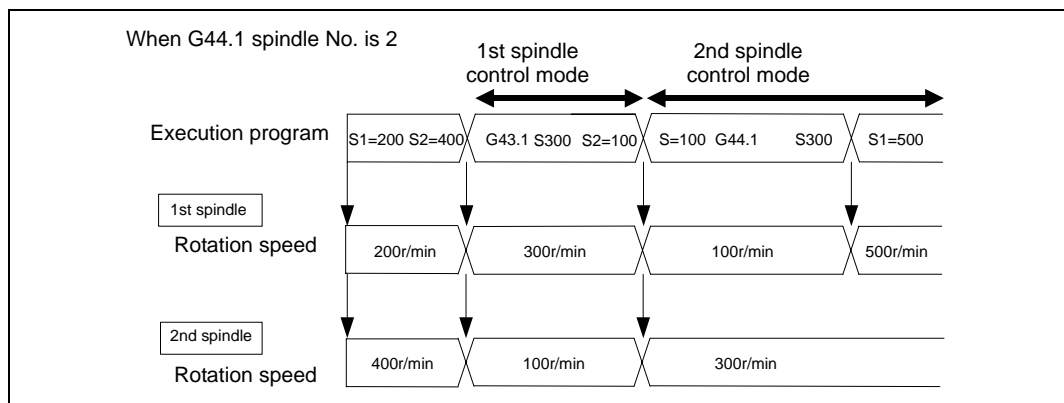 When G44.1 spindle No. is 2
1st spindle
control mode
2nd spindle
control mode
Execution program
S1=200 S2=400
G43.1 S300 S2=100
S=100 G44.1 S300
S1=500
1st spindle
Rotation speed
200r/min
300r/min
100r/min
500r/min
2nd spindle
Rotation speed
400r/min
100r/min
300r/min